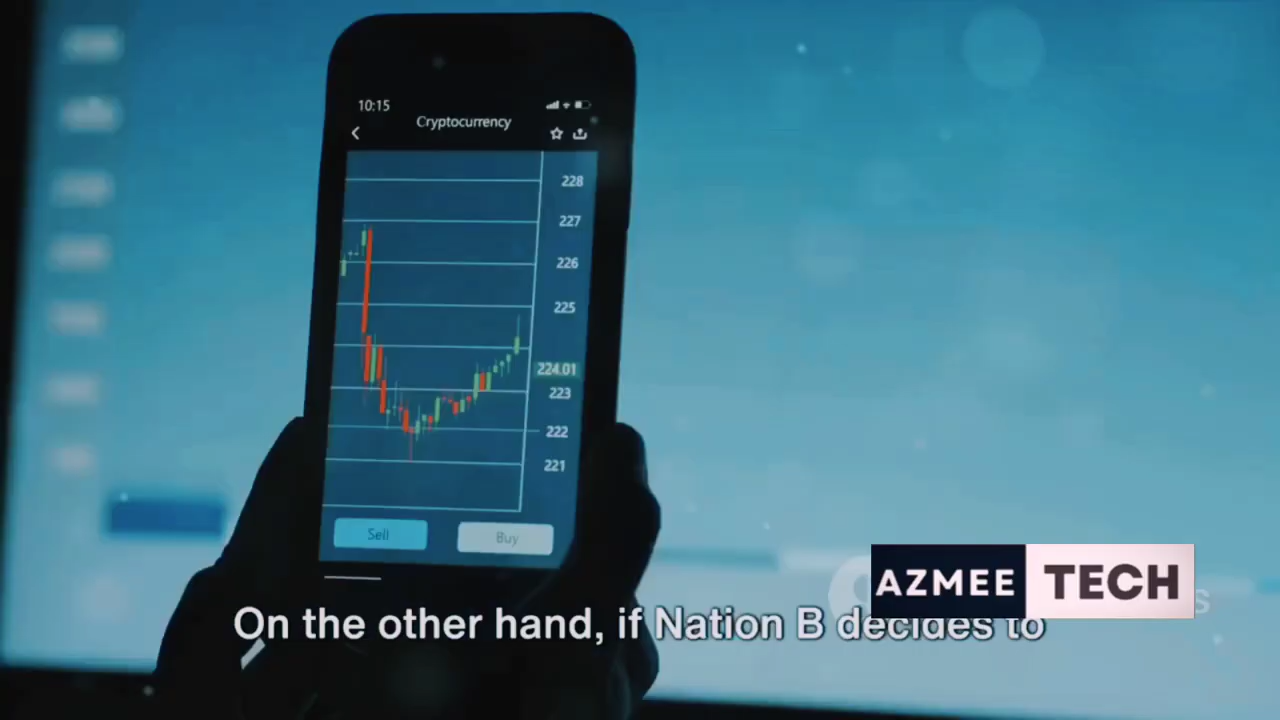 10:15
Cryptocurrency
228
227
226
225
224.01
223
222
221
Sell
Buy
AZMEE TECH
On the other hand, if Nation B decides to